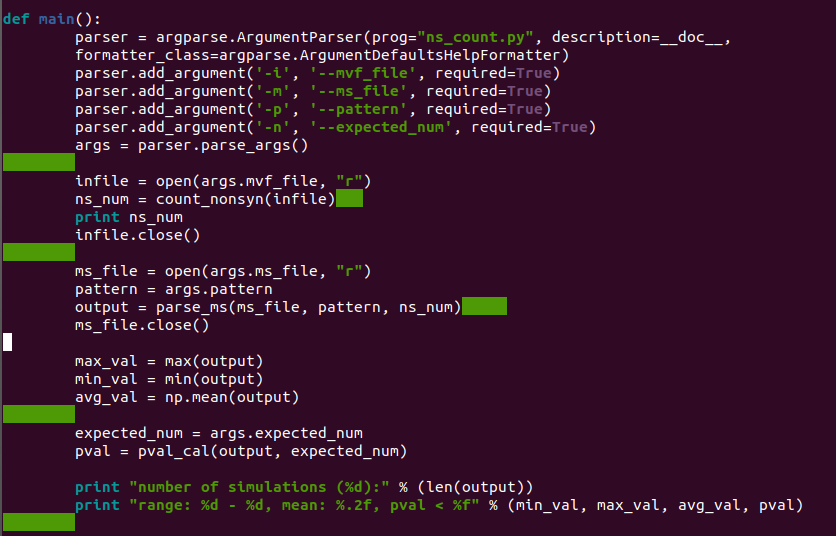 def main():
parser = argparse.ArgumentParser(prog="ns_count.py", description=__doc__,
formatter_class=argparse.ArgumentDefaultsHelpFormatter)
parser.add_argument('-i', '--mvf_file', required=True)
parser.add_argument('-m', '--ms_file', required=True)
parser.add_argument('-p', '--pattern', required=True)
parser.add_argument('-n', '--expected_num', required=True)
args = parser.parse_args()
infile = open(args.mvf_file, "r")
ns_num = count_nonsyn(infile)
print ns_num
infile.close()
ms_file = open(args.ms_file, "r")
pattern = args.pattern
output = parse_ms(ms_file, pattern, ns_num)
ms_file.close()
max_val = max(output)
min_val = min(output)
avg_val = np.mean(output)
expected_num = args.expected_num
pval = pval_cal(output, expected_num)
print "number of simulations (%d):" % (len(output))
print "range: %d - %d, mean: %.2f, pval < %f" % (min_val, max_val, avg_val, pval)